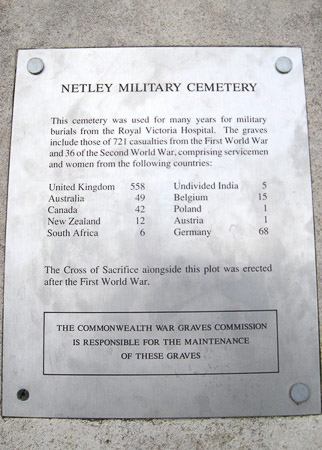 NETLEY MILITARY CEMETERY
This cemetery was used for many years for military
burials from the Royal Victoria Hospital. The graves
include those of 721 casualties from the First World War
and 36 of the Second World War, comprising servicemen
and women from the following countries:
United Kingdom 558 Undivided India 5
Australia 49 Belgium 15
Canada 42 Poland 1
New Zealand 12 Austria 1
South Africa 6 Germany 68
The Cross of Sacrifice alongside this plot was erected
after the First World War.
THE COMMONWEALTH WAR GRAVES COMMISSION
IS RESPONSIBLE FOR THE MAINTENANCE
OF THESE GRAVES